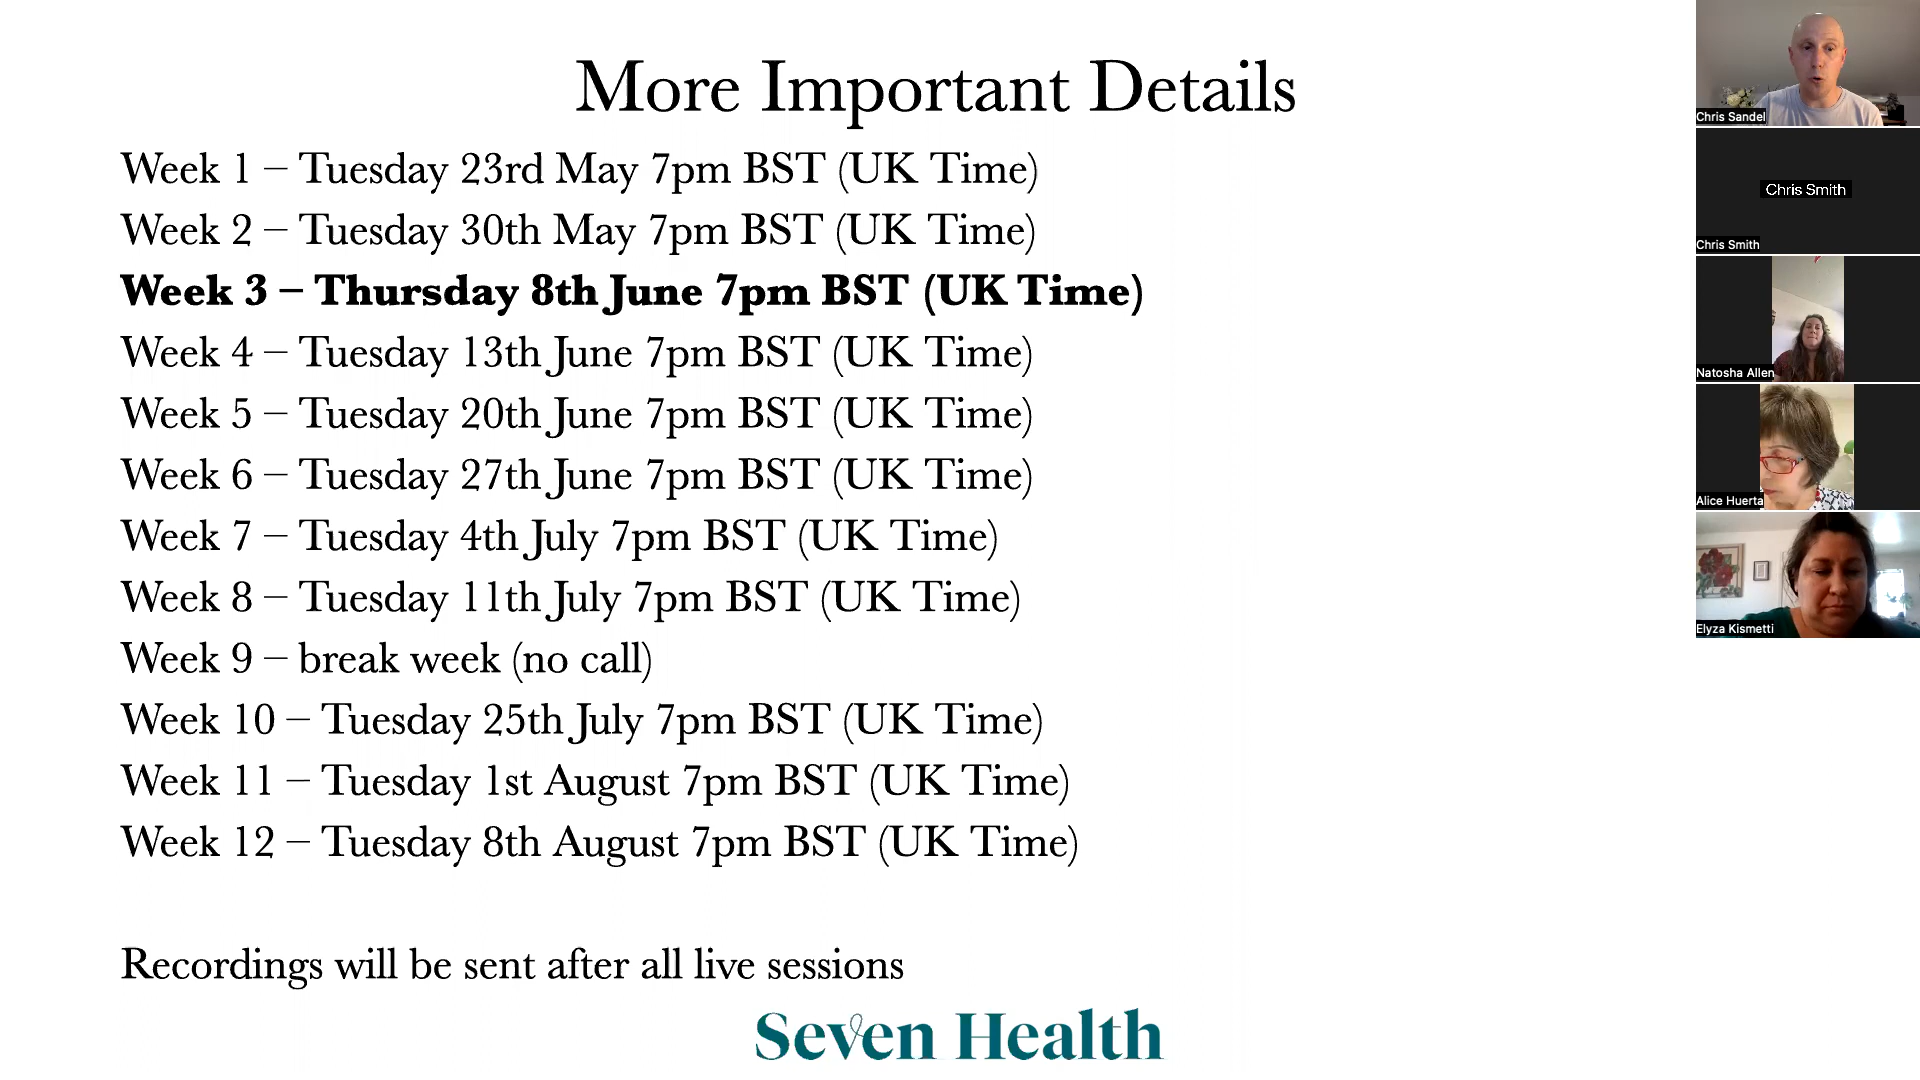 More Important Details
Week 1 – Tuesday 23rd May 7pm BST (UK Time)
Week 2 – Tuesday 30th May 7pm BST (UK Time)
Week 3 – Thursday 8th June 7pm BST (UK Time)
Week 4 – Tuesday 13th June 7pm BST (UK Time)
Week 5 – Tuesday 20th June 7pm BST (UK Time)
Week 6 – Tuesday 27th June 7pm BST (UK Time)
Week 7 – Tuesday 4th July 7pm BST (UK Time)
Week 8 – Tuesday 11th July 7pm BST (UK Time)
Week 9 – break week (no call)
Week 10 – Tuesday 25th July 7pm BST (UK Time)
Week 11 – Tuesday 1st August 7pm BST (UK Time)
Week 12 – Tuesday 8th August 7pm BST (UK Time)
Recordings will be sent after all live sessions
Seven Health
Chris Sandel
Chris Smith
Chris Smith
Natosha Allen
Alice Huerta
Elyza Kismetti